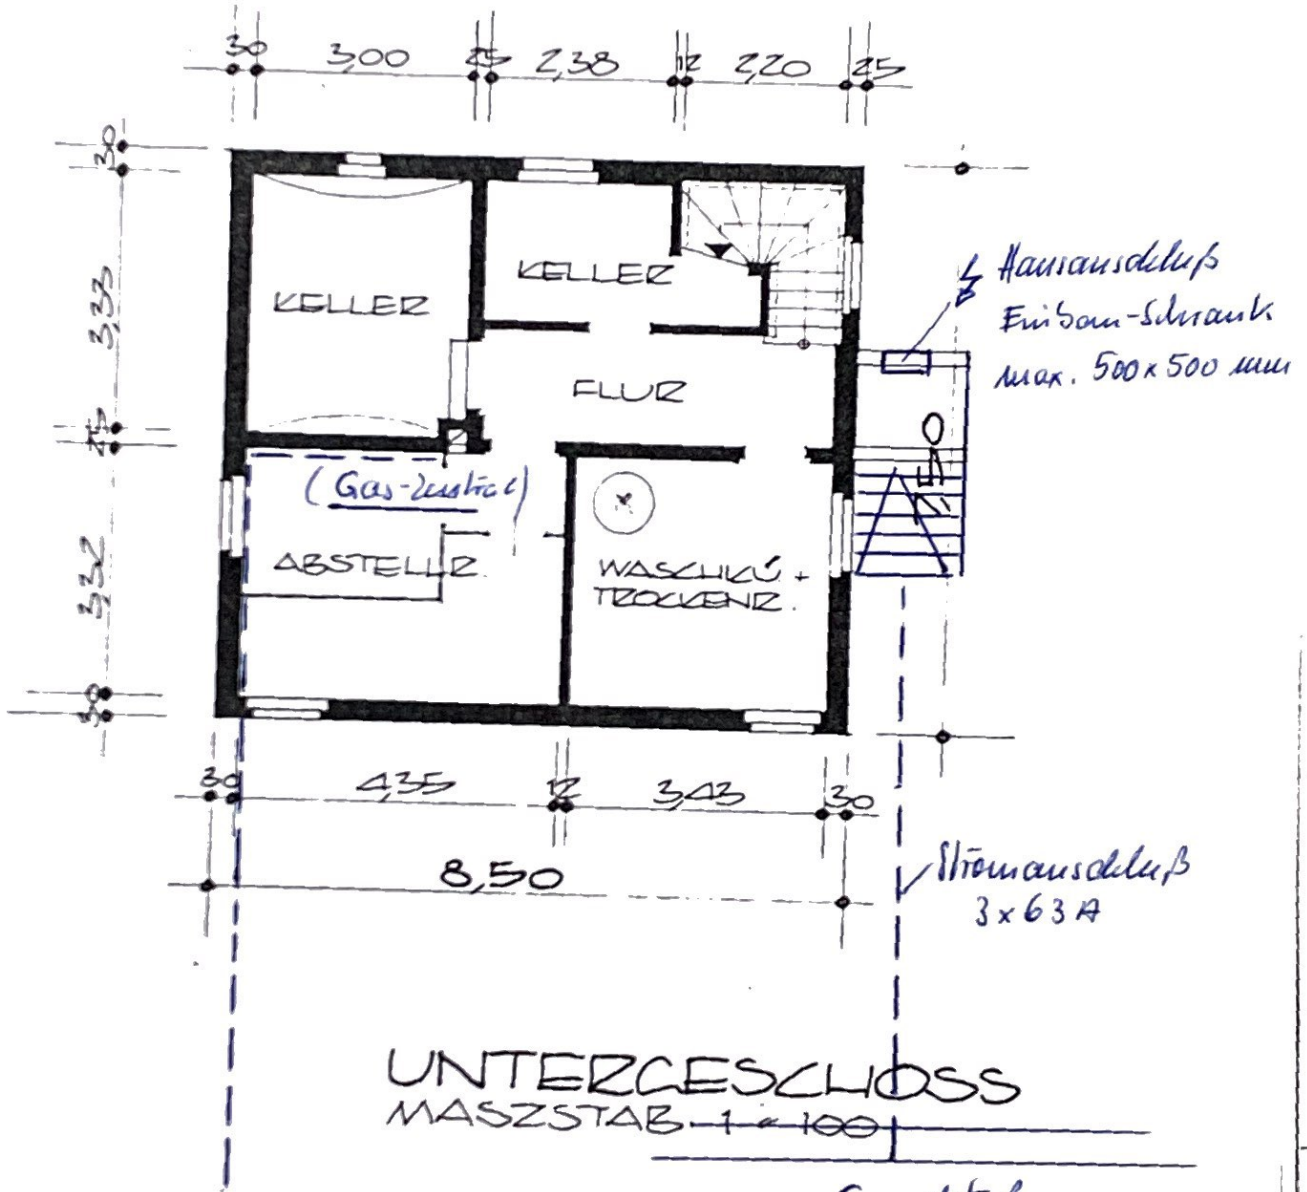 30 3,00 25 2,38 12 2,20 25
30
3,33
25
3,32
30
KELLER
KELLER
FLUR
(Gas-Zentral)
ABSTELLR.
WASCHKÜ. +
TROCKENR.
Hausanschluß
Einbau-Schrank
max. 500 x 500 mm
30 4,35 12 3,43 30
8,50
Stromanschluß
3 x 63 A
UNTERGESCHOSS
MASZSTAB 1 : 100